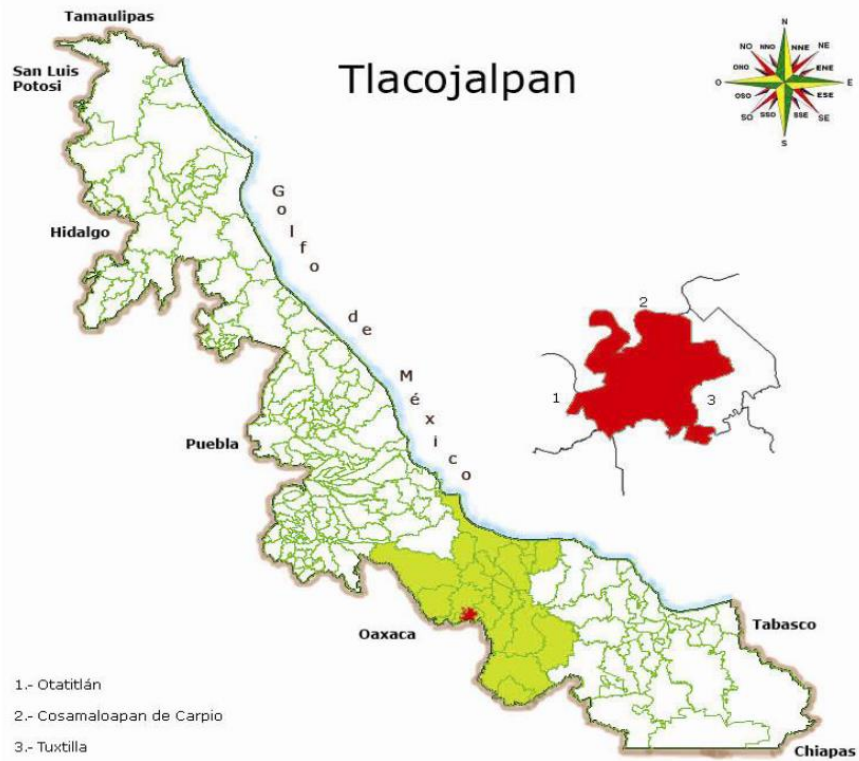 Tamaulipas
San Luis
Potosi
Tlacojalpan
N
NNO
NNE
NO
NE
ONO
ENE
O
E
OSO
ESE
SO
SSO
SSE
SE
S
Hidalgo
Golfo de México
2
1
3
Puebla
Oaxaca
Tabasco
1.- Otatitlán
2.- Cosamaloapan de Carpio
3.- Tuxtilla
Chiapas